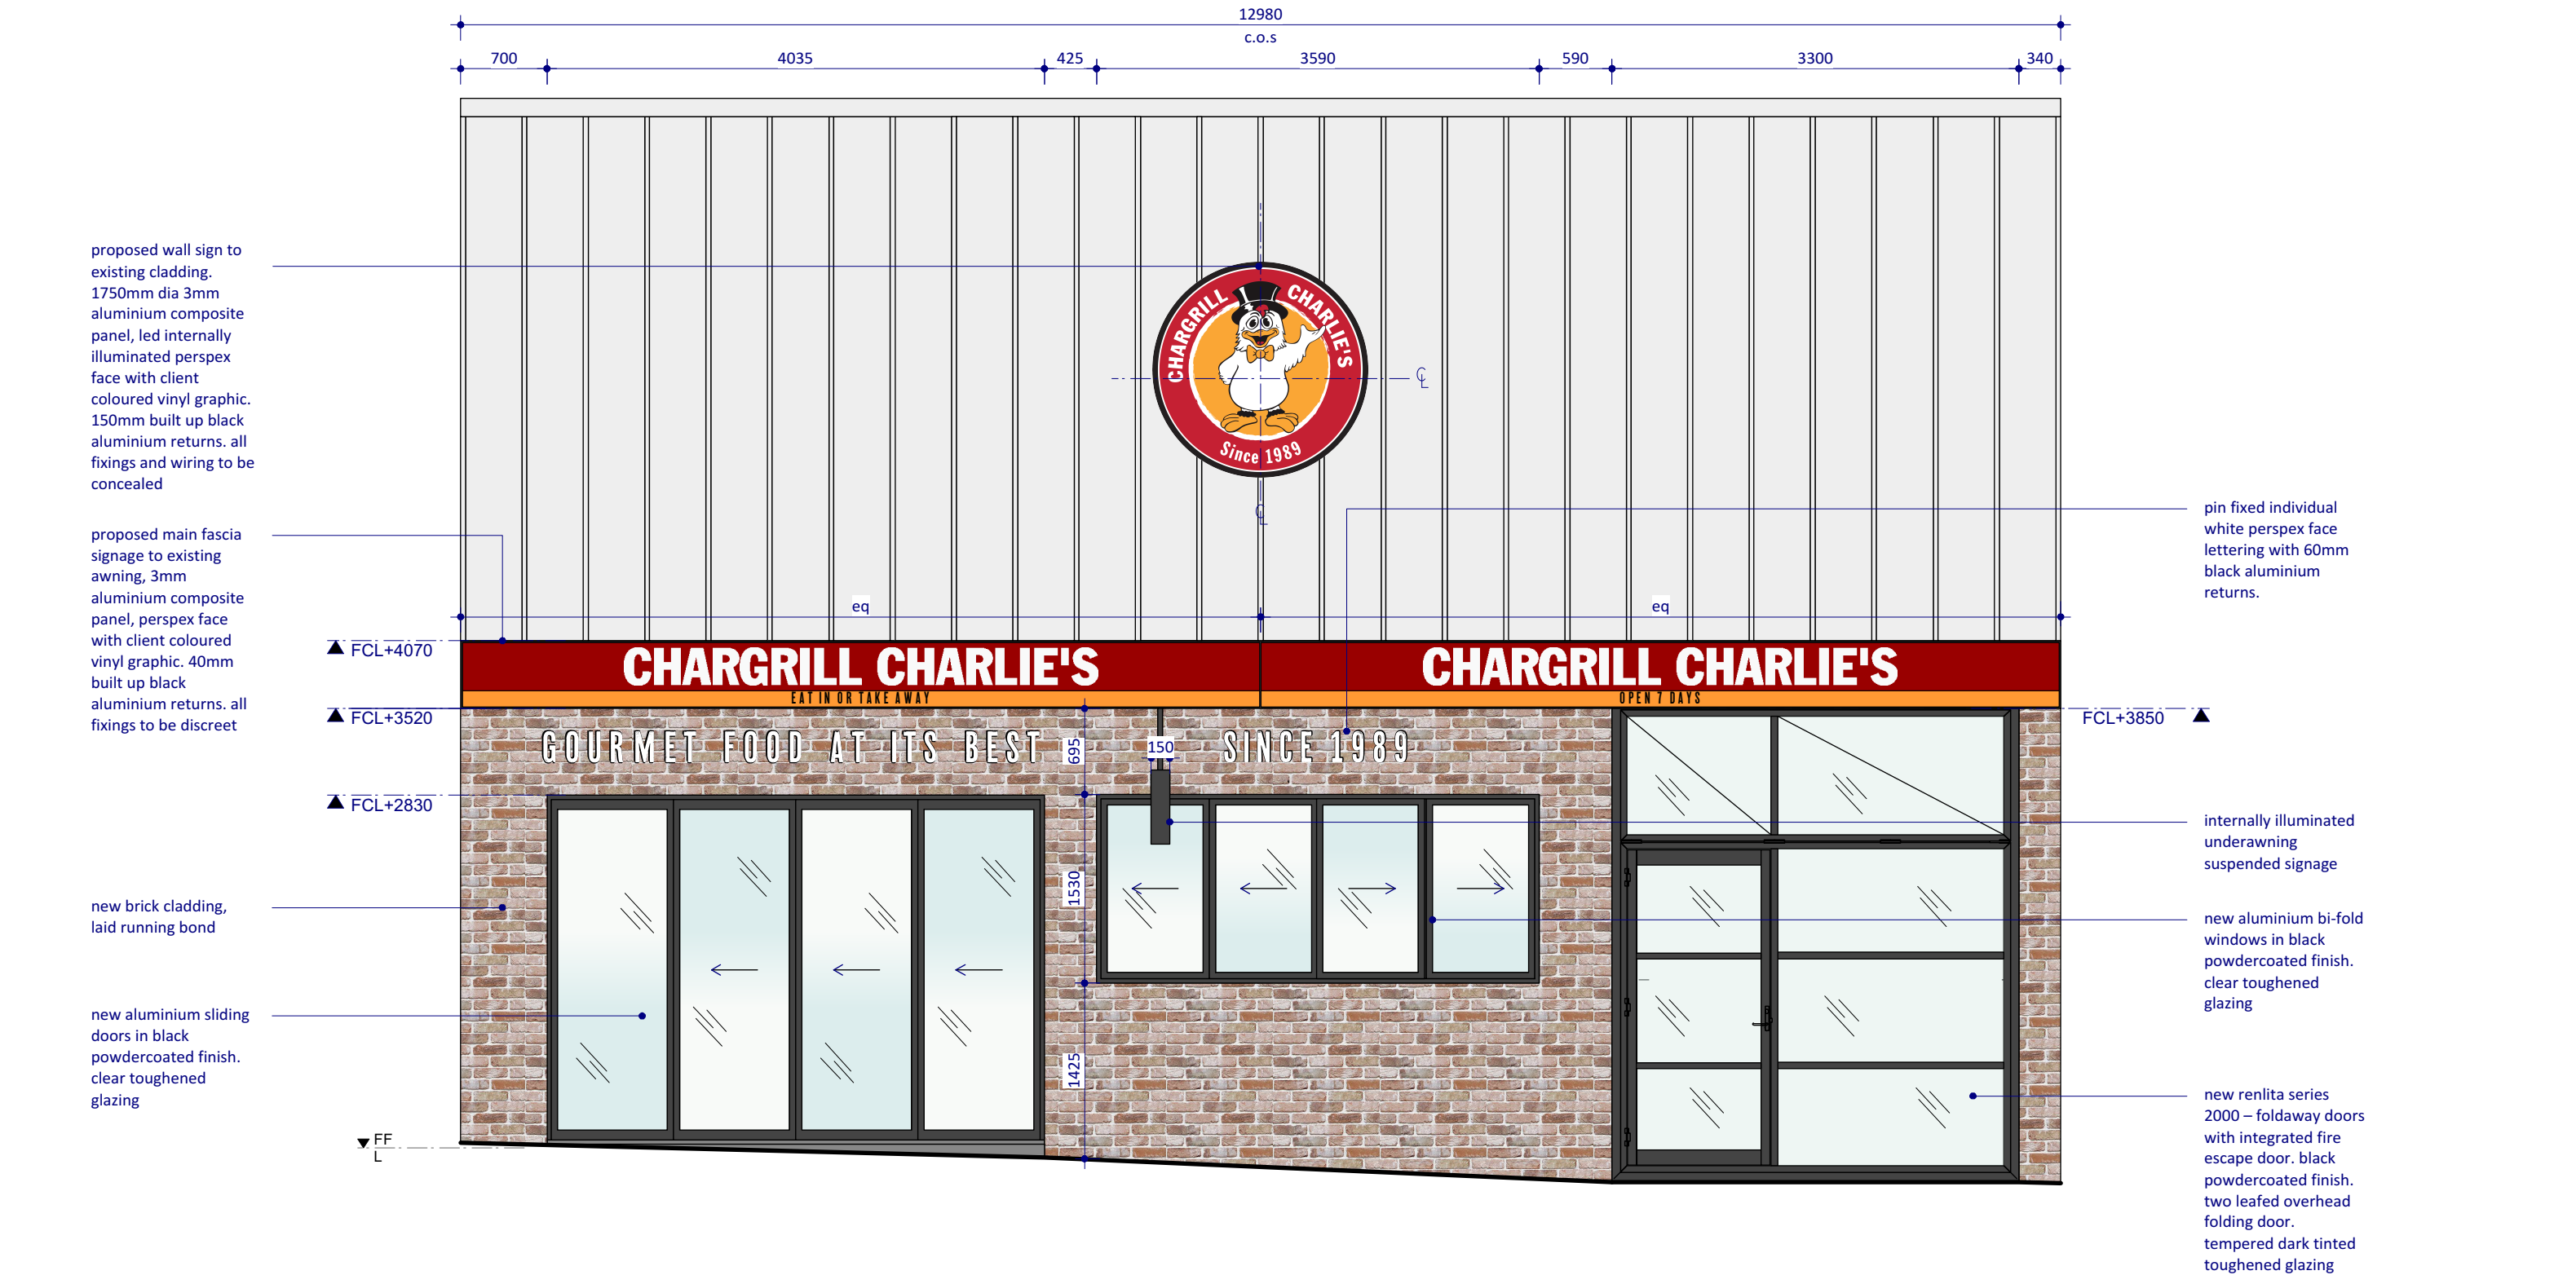 12980
c.o.s
700 4035 425 3590 590 3300 340
proposed wall sign to
existing cladding.
1750mm dia 3mm
aluminium composite
panel, led internally
illuminated perspex
face with client
coloured vinyl graphic.
150mm built up black
aluminium returns. all
fixings and wiring to be
concealed
CHARGRILL CHARLIE'S
Since 1989
CL
CL
proposed main fascia
signage to existing
awning, 3mm
aluminium composite
panel, perspex face
with client coloured
vinyl graphic. 40mm
built up black
aluminium returns. all
fixings to be discreet
pin fixed individual
white perspex face
lettering with 60mm
black aluminium
returns.
eq eq
FCL+4070
CHARGRILL CHARLIE'S CHARGRILL CHARLIE'S
EAT IN OR TAKE AWAY OPEN 7 DAYS
FCL+3520 FCL+3850
GOURMET FOOD AT ITS BEST 695 150 SINCE 1989
FCL+2830
internally illuminated
underawning
suspended signage
1530
new brick cladding,
laid running bond
new aluminium bi-fold
windows in black
powdercoated finish.
clear toughened
glazing
new aluminium sliding
doors in black
powdercoated finish.
clear toughened
glazing
1425
FF
L
new renlita series
2000 – foldaway doors
with integrated fire
escape door. black
powdercoated finish.
two leafed overhead
folding door.
tempered dark tinted
toughened glazing